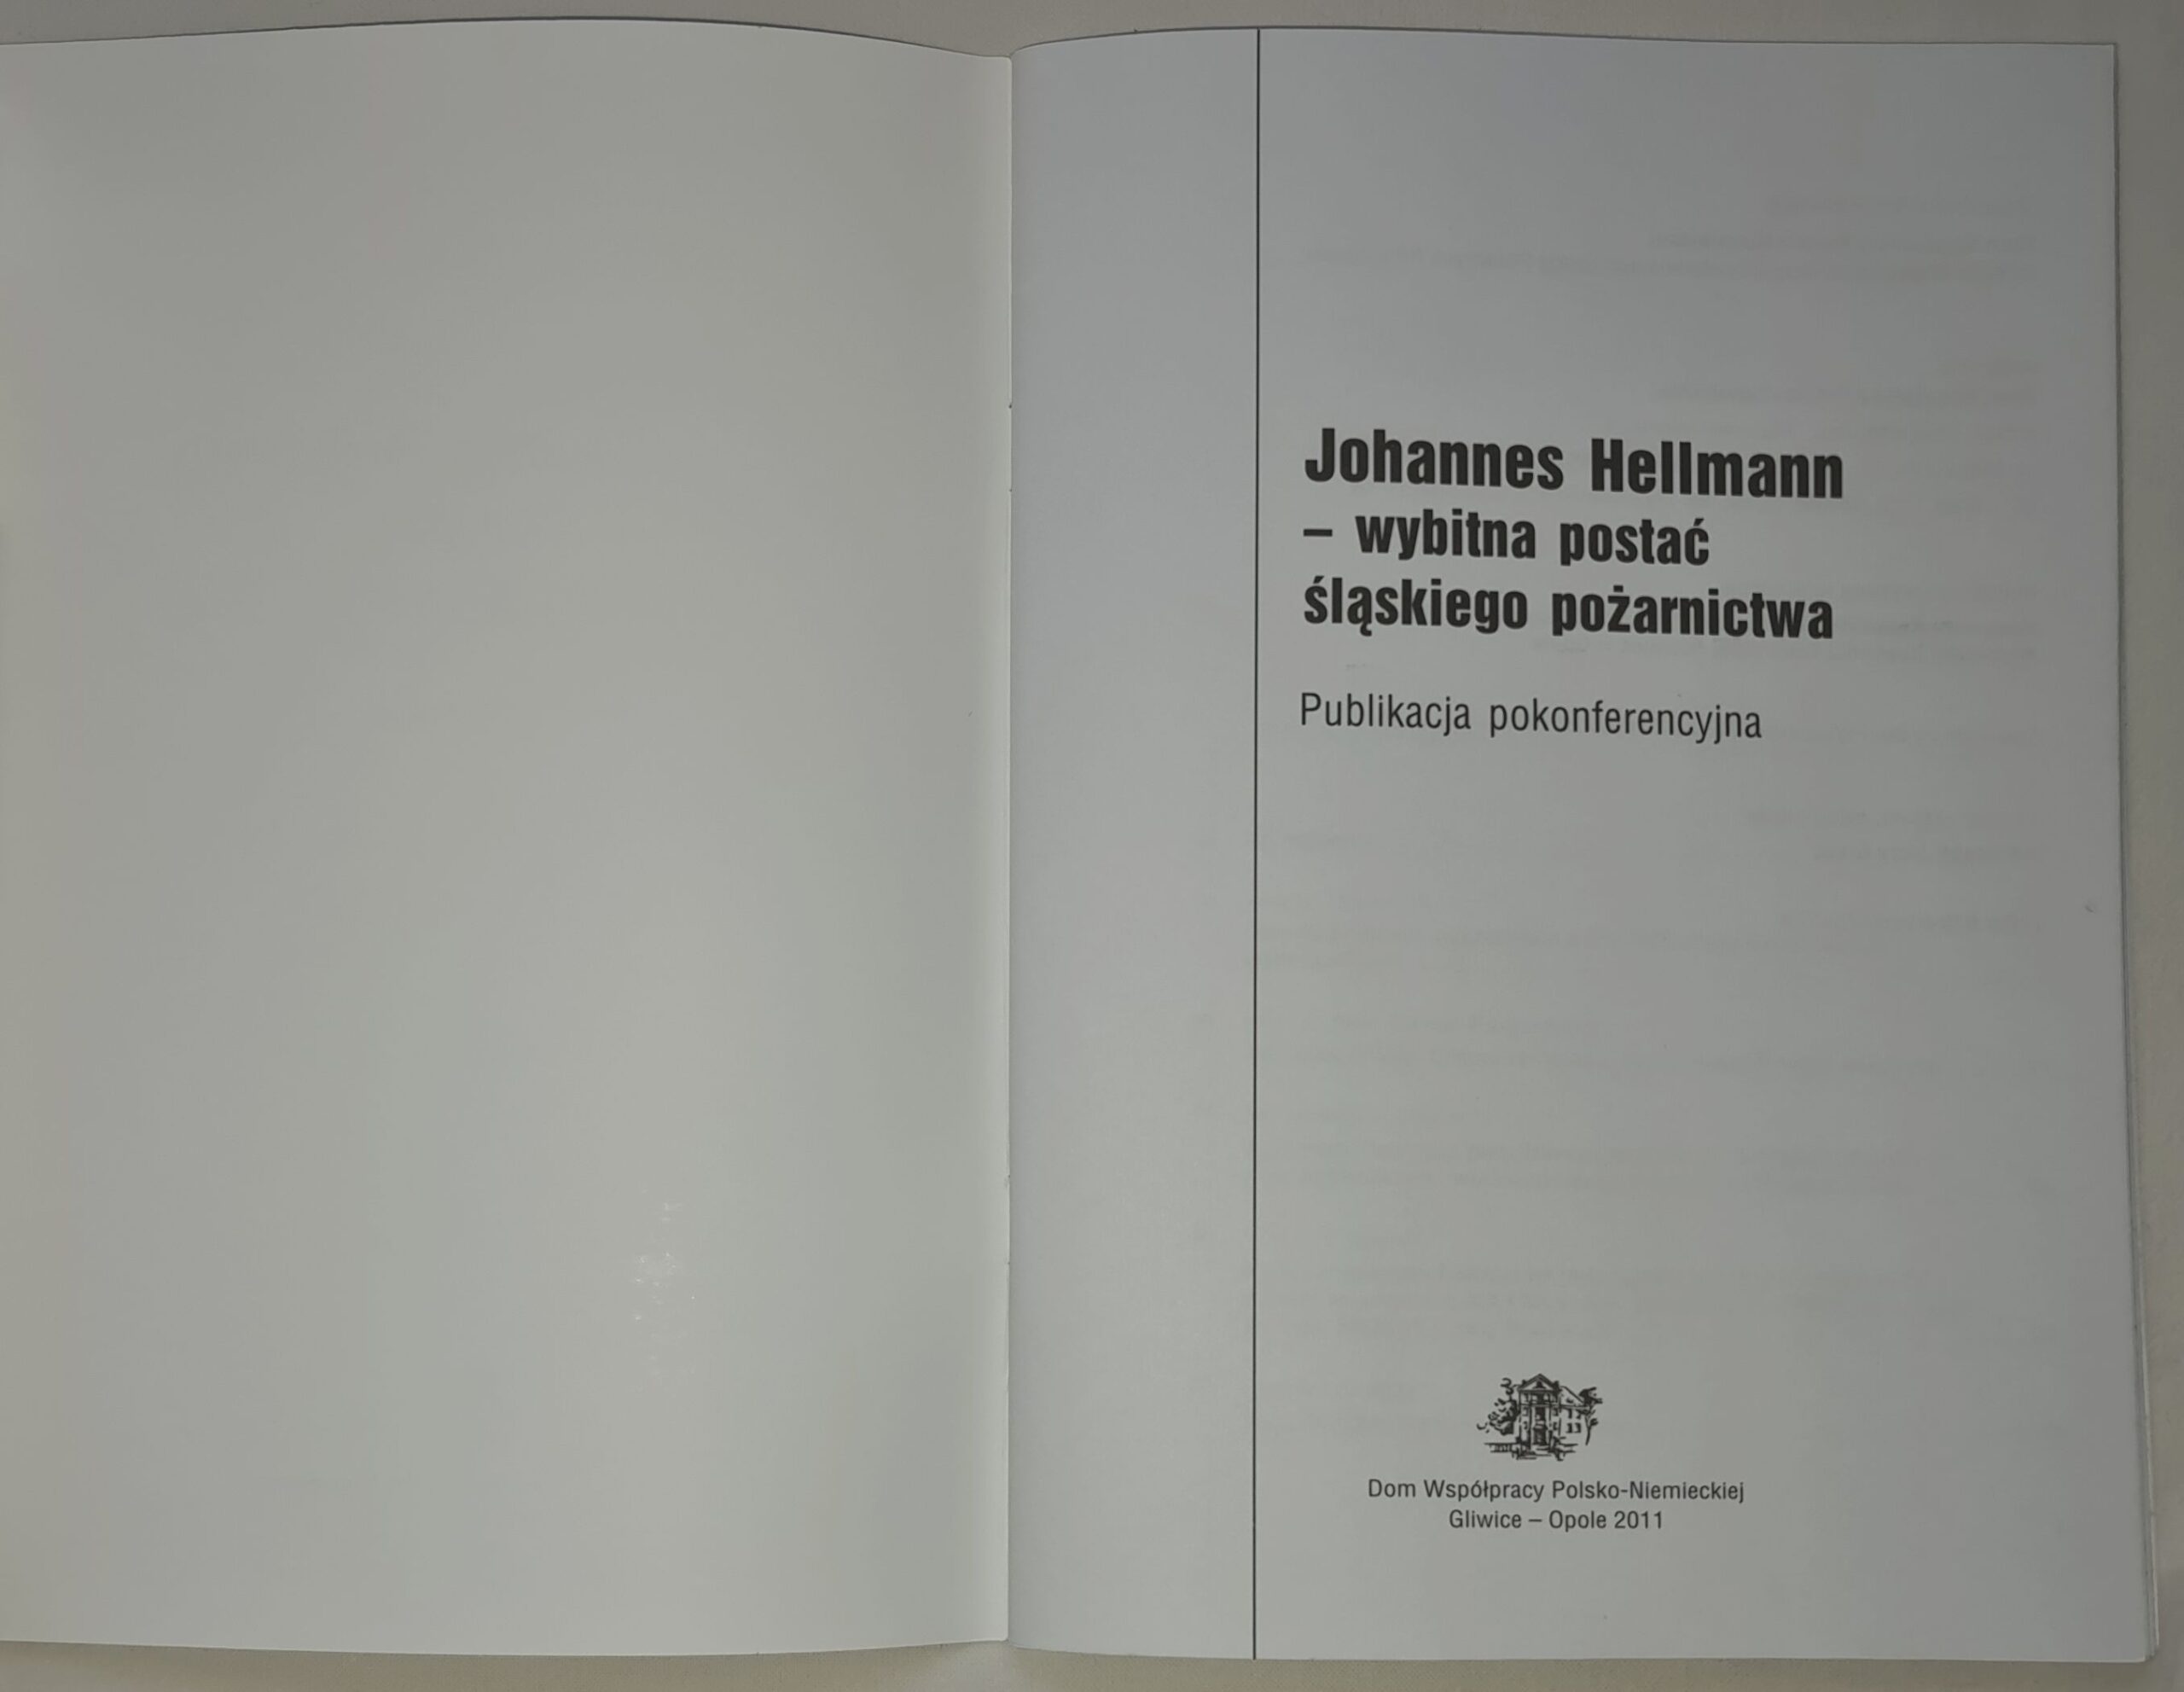 Johannes Hellmann
– wybitna postać
śląskiego pożarnictwa
Publikacja pokonferencyjna
Dom Współpracy Polsko-Niemieckiej
Gliwice – Opole 2011